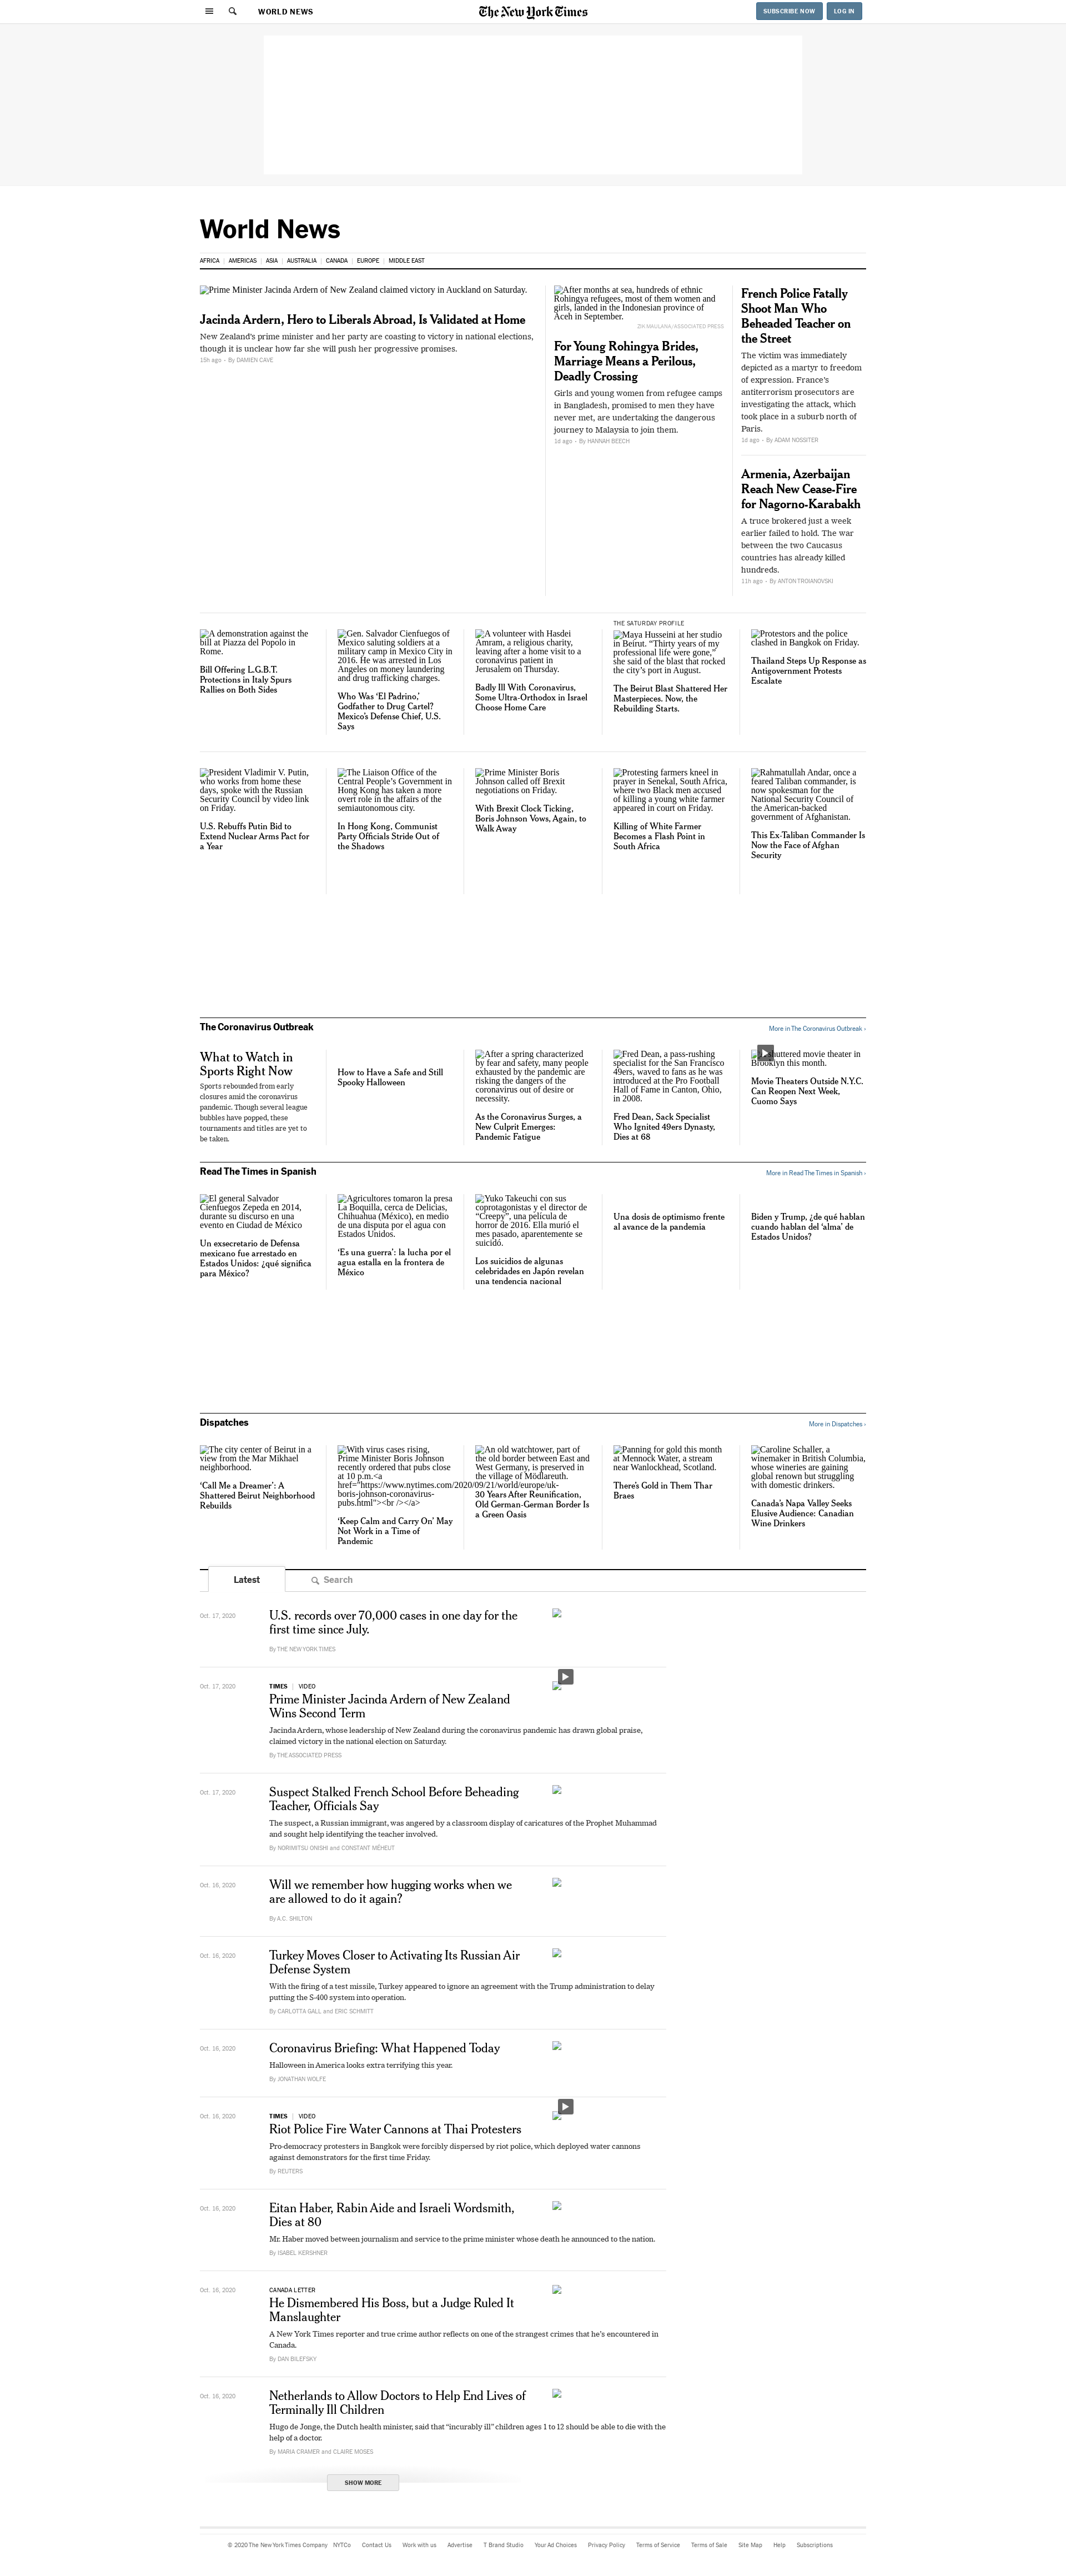 WORLD NEWS
The New York Times
SUBSCRIBE NOW
LOG IN
World News
AFRICA
AMERICAS
ASIA
AUSTRALIA
CANADA
EUROPE
MIDDLE EAST
Prime Minister Jacinda Ardern of New Zealand claimed victory in Auckland on Saturday.
Jacinda Ardern, Hero to Liberals Abroad, Is Validated at Home
New Zealand's prime minister and her party are coasting to victory in national elections,
though it is unclear how far she will push her progressive promises.
15h ago - By DAMIEN CAVE
After months at sea, hundreds of ethnic
Rohingya refugees, most of them women and
girls, landed in the Indonesian province of
Aceh in September.
ZIK MAULANA/ASSOCIATED PRESS
For Young Rohingya Brides,
Marriage Means a Perilous,
Deadly Crossing
Girls and young women from refugee camps
in Bangladesh, promised to men they have
never met, are undertaking the dangerous
journey to Malaysia to join them.
1d ago - By HANNAH BEECH
French Police Fatally
Shoot Man Who
Beheaded Teacher on
the Street
The victim was immediately
depicted as a martyr to freedom
of expression. France's
antiterrorism prosecutors are
investigating the attack, which
took place in a suburb north of
Paris.
1d ago - By ADAM NOSSITER
Armenia, Azerbaijan
Reach New Cease-Fire
for Nagorno-Karabakh
A truce brokered just a week
earlier failed to hold. The war
between the two Caucasus
countries has already killed
hundreds.
11h ago - By ANTON TROIANOVSKI
A demonstration against the
bill at Piazza del Popolo in
Rome.
Bill Offering L.G.B.T.
Protections in Italy Spurs
Rallies on Both Sides
Gen. Salvador Cienfuegos of
Mexico saluting soldiers at a
military camp in Mexico City in
2016. He was arrested in Los
Angeles on money laundering
and drug trafficking charges.
Who Was ‘El Padrino,’
Godfather to Drug Cartel?
Mexico's Defense Chief, U.S.
Says
A volunteer with Hasdei
Amram, a religious charity,
leaving after a home visit to a
coronavirus patient in
Jerusalem on Thursday.
Badly Ill With Coronavirus,
Some Ultra-Orthodox in Israel
Choose Home Care
THE SATURDAY PROFILE
Maya Husseini at her studio
in Beirut. “Thirty years of my
professional life were gone,”
she said of the blast that rocked
the city's port in August.
The Beirut Blast Shattered Her
Masterpieces. Now, the
Rebuilding Starts.
Protestors and the police
clashed in Bangkok on Friday.
Thailand Steps Up Response as
Antigovernment Protests
Escalate
President Vladimir V. Putin,
who works from home these
days, spoke with the Russian
Security Council by video link
on Friday.
U.S. Rebuffs Putin Bid to
Extend Nuclear Arms Pact for
a Year
The Liaison Office of the
Central People's Government in
Hong Kong has taken a more
overt role in the affairs of the
semiautonomous city.
In Hong Kong, Communist
Party Officials Stride Out of
the Shadows
Prime Minister Boris
Johnson called off Brexit
negotiations on Friday.
With Brexit Clock Ticking,
Boris Johnson Vows, Again, to
Walk Away
Protesting farmers kneel in
prayer in Senekal, South Africa,
where two Black men accused
of killing a young white farmer
appeared in court on Friday.
Killing of White Farmer
Becomes a Flash Point in
South Africa
Rahmatullah Andar, once a
feared Taliban commander, is
now spokesman for the
National Security Council of
the American-backed
government of Afghanistan.
This Ex-Taliban Commander Is
Now the Face of Afghan
Security
The Coronavirus Outbreak
More in The Coronavirus Outbreak ›
What to Watch in
Sports Right Now
Sports rebounded from early
closures amid the coronavirus
pandemic. Though several league
bubbles have popped, these
tournaments and titles are yet to
be taken.
How to Have a Safe and Still
Spooky Halloween
After a spring characterized
by fear and safety, many people
exhausted by the pandemic are
risking the dangers of the
coronavirus out of desire or
necessity.
As the Coronavirus Surges, a
New Culprit Emerges:
Pandemic Fatigue
Fred Dean, a pass-rushing
specialist for the San Francisco
49ers, waved to fans as he was
introduced at the Pro Football
Hall of Fame in Canton, Ohio,
in 2008.
Fred Dean, Sack Specialist
Who Ignited 49ers Dynasty,
Dies at 68
uttered movie theater in
Brooklyn this month.
Movie Theaters Outside N.Y.C.
Can Reopen Next Week,
Cuomo Says
Read The Times in Spanish
More in Read The Times in Spanish ›
El general Salvador
Cienfuegos Zepeda en 2014,
durante su discurso en una
evento en Ciudad de México
Un exsecretario de Defensa
mexicano fue arrestado en
Estados Unidos: ¿qué significa
para México?
Agricultores tomaron la presa
La Boquilla, cerca de Delicias,
Chihuahua (México), en medio
de una disputa por el agua con
Estados Unidos.
‘Es una guerra’: la lucha por el
agua estalla en la frontera de
México
Yuko Takeuchi con sus
coprotagonistas y el director de
“Creepy”, una película de
horror de 2016. Ella murió el
mes pasado, aparentemente se
suicidó.
Los suicidios de algunas
celebridades en Japón revelan
una tendencia nacional
Una dosis de optimismo frente
al avance de la pandemia
Biden y Trump, ¿de qué hablan
cuando hablan del ‘alma’ de
Estados Unidos?
Dispatches
More in Dispatches ›
The city center of Beirut in a
view from the Mar Mikhael
neighborhood.
‘Call Me a Dreamer’: A
Shattered Beirut Neighborhood
Rebuilds
With virus cases rising,
Prime Minister Boris Johnson
recently ordered that pubs close
at 10 p.m.<a
href="https://www.nytimes.com/2020/09/21/world/europe/uk-
boris-johnson-coronavirus-
pubs.html"><br /></a>
‘Keep Calm and Carry On’ May
Not Work in a Time of
Pandemic
An old watchtower, part of
the old border between East and
West Germany, is preserved in
the village of Mödlareuth.
30 Years After Reunification,
Old German-German Border Is
a Green Oasis
Panning for gold this month
at Mennock Water, a stream
near Wanlockhead, Scotland.
There's Gold in Them Thar
Braes
Caroline Schaller, a
winemaker in British Columbia,
whose wineries are gaining
global renown but struggling
with domestic drinkers.
Canada's Napa Valley Seeks
Elusive Audience: Canadian
Wine Drinkers
Latest
Search
Oct. 17, 2020
U.S. records over 70,000 cases in one day for the
first time since July.
By THE NEW YORK TIMES
Oct. 17, 2020
TIMES | VIDEO
Prime Minister Jacinda Ardern of New Zealand
Wins Second Term
Jacinda Ardern, whose leadership of New Zealand during the coronavirus pandemic has drawn global praise,
claimed victory in the national election on Saturday.
By THE ASSOCIATED PRESS
Oct. 17, 2020
Suspect Stalked French School Before Beheading
Teacher, Officials Say
The suspect, a Russian immigrant, was angered by a classroom display of caricatures of the Prophet Muhammad
and sought help identifying the teacher involved.
By NORIMITSU ONISHI and CONSTANT MÉHEUT
Oct. 16, 2020
Will we remember how hugging works when we
are allowed to do it again?
By A.C. SHILTON
Oct. 16, 2020
Turkey Moves Closer to Activating Its Russian Air
Defense System
With the firing of a test missile, Turkey appeared to ignore an agreement with the Trump administration to delay
putting the S-400 system into operation.
By CARLOTTA GALL and ERIC SCHMITT
Oct. 16, 2020
Coronavirus Briefing: What Happened Today
Halloween in America looks extra terrifying this year.
By JONATHAN WOLFE
Oct. 16, 2020
TIMES | VIDEO
Riot Police Fire Water Cannons at Thai Protesters
Pro-democracy protesters in Bangkok were forcibly dispersed by riot police, which deployed water cannons
against demonstrators for the first time Friday.
By REUTERS
Oct. 16, 2020
Eitan Haber, Rabin Aide and Israeli Wordsmith,
Dies at 80
Mr. Haber moved between journalism and service to the prime minister whose death he announced to the nation.
By ISABEL KERSHNER
Oct. 16, 2020
CANADA LETTER
He Dismembered His Boss, but a Judge Ruled It
Manslaughter
A New York Times reporter and true crime author reflects on one of the strangest crimes that he's encountered in
Canada.
By DAN BILEFSKY
Oct. 16, 2020
Netherlands to Allow Doctors to Help End Lives of
Terminally Ill Children
Hugo de Jonge, the Dutch health minister, said that “incurably ill” children ages 1 to 12 should be able to die with the
help of a doctor.
By MARIA CRAMER and CLAIRE MOSES
SHOW MORE
© 2020 The New York Times Company NYTCo Contact Us Work with us Advertise T Brand Studio Your Ad Choices Privacy Policy Terms of Service Terms of Sale Site Map Help Subscriptions